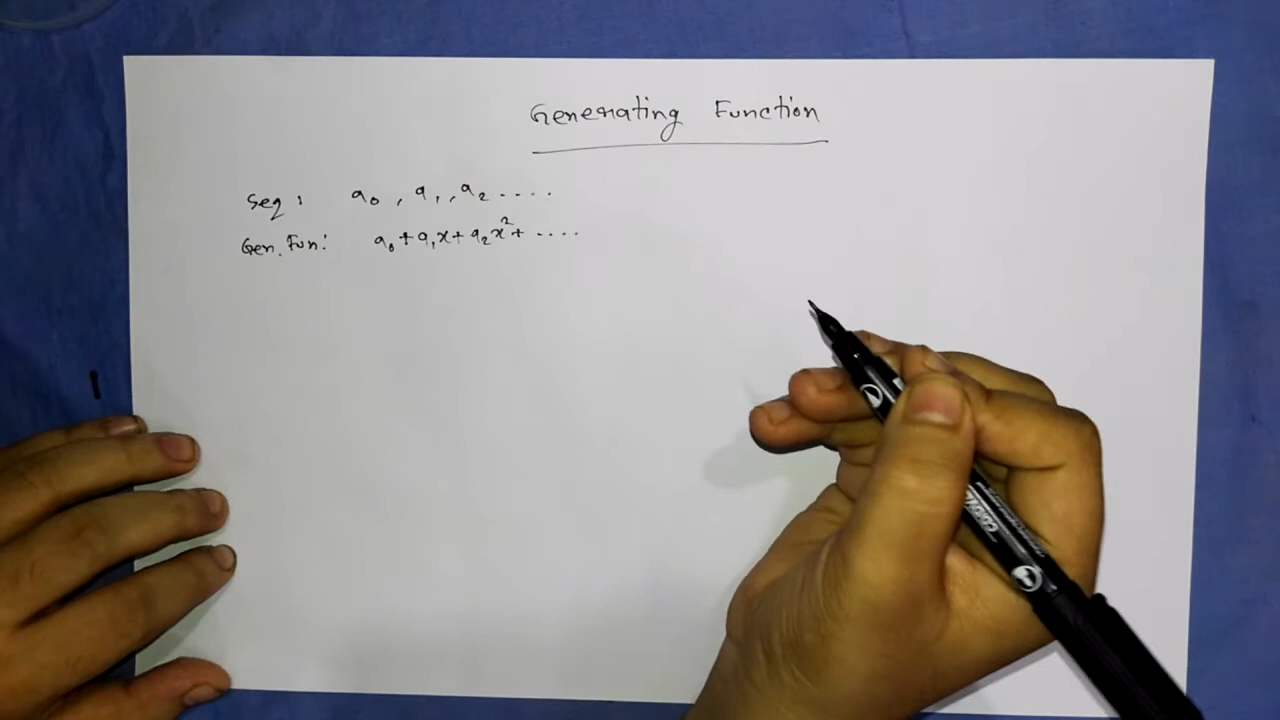 Generating Function
Seq: a₀, a₁, a₂ ....
Gen. Fun: a₀ + a₁x + a₂x² + ....